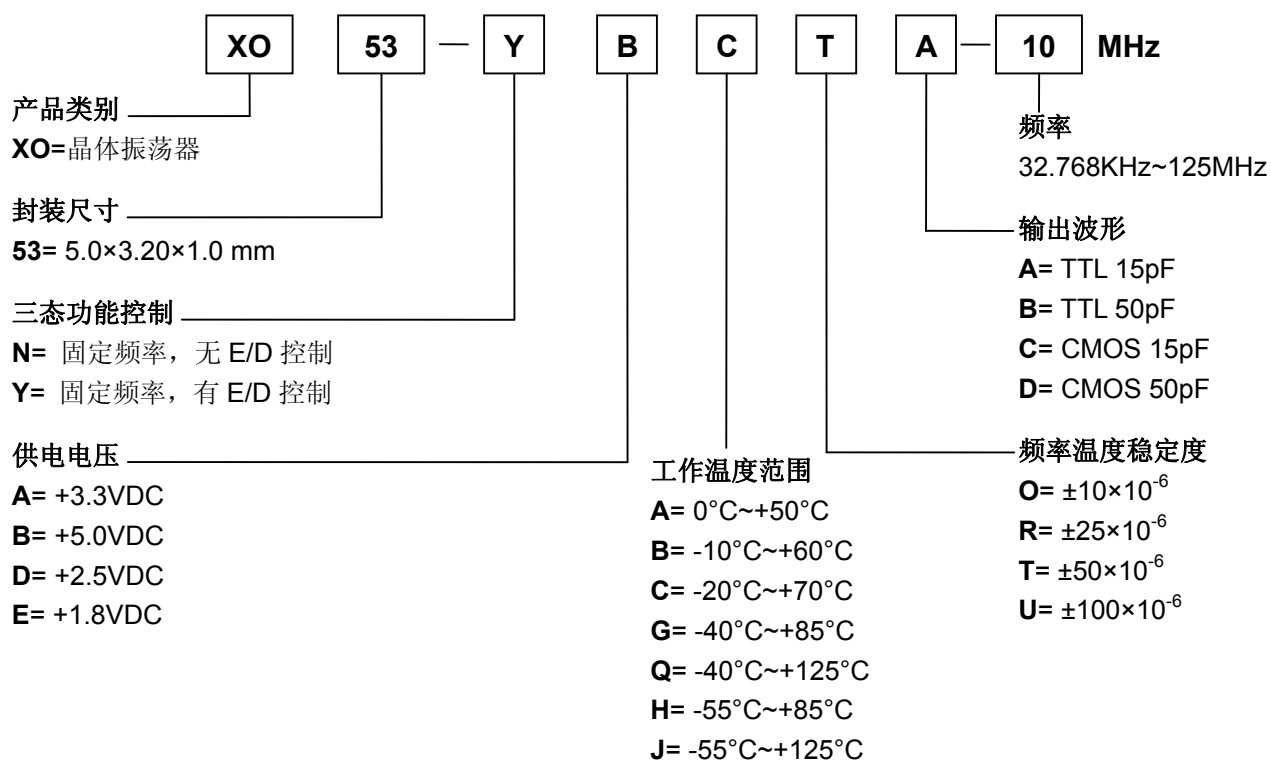 XO 53 — Y B C T A — 10 MHz
产品类别
XO=晶体振荡器
封装尺寸
53= 5.0×3.20×1.0 mm
三态功能控制
N= 固定频率，无 E/D 控制
Y= 固定频率，有 E/D 控制
供电电压
A= +3.3VDC
B= +5.0VDC
D= +2.5VDC
E= +1.8VDC
工作温度范围
A= 0°C~+50°C
B= -10°C~+60°C
C= -20°C~+70°C
G= -40°C~+85°C
Q= -40°C~+125°C
H= -55°C~+85°C
J= -55°C~+125°C
频率
32.768KHz~125MHz
输出波形
A= TTL 15pF
B= TTL 50pF
C= CMOS 15pF
D= CMOS 50pF
频率温度稳定度
O= ±10×10⁻⁶
R= ±25×10⁻⁶
T= ±50×10⁻⁶
U= ±100×10⁻⁶